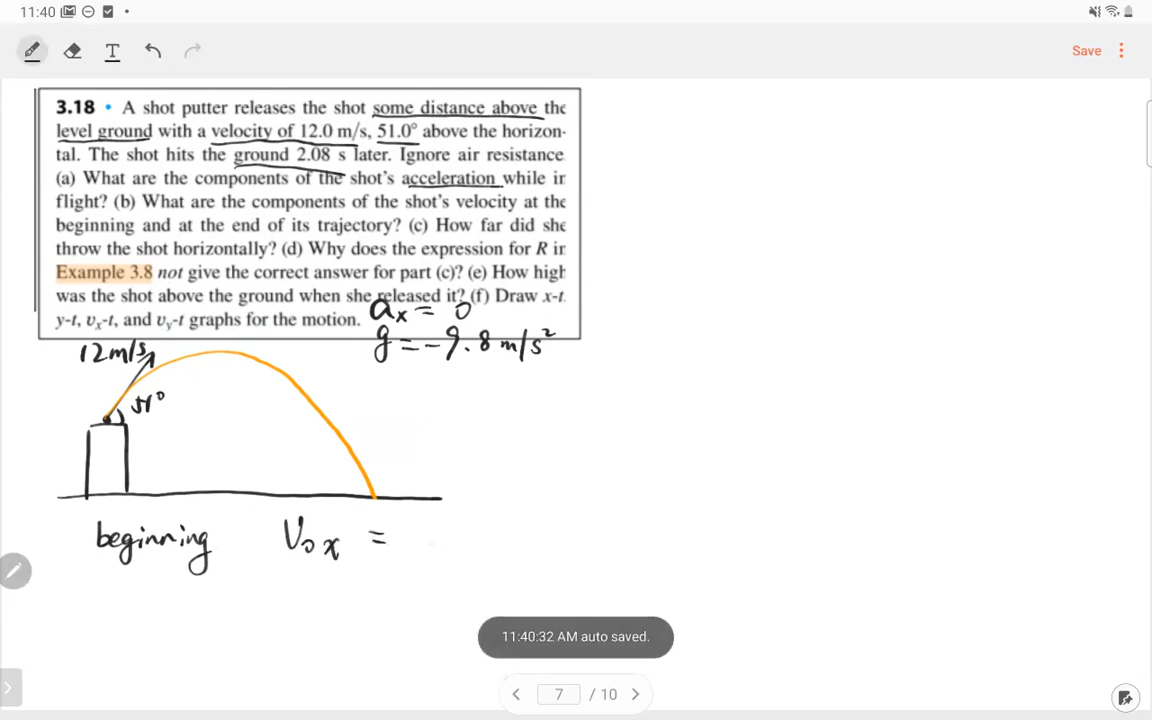 11:40
Save
3.18 • A shot putter releases the shot some distance above the
level ground with a velocity of 12.0 m/s, 51.0° above the horizon-
tal. The shot hits the ground 2.08 s later. Ignore air resistance
(a) What are the components of the shot's acceleration while in
flight? (b) What are the components of the shot's velocity at the
beginning and at the end of its trajectory? (c) How far did she
throw the shot horizontally? (d) Why does the expression for R in
Example 3.8 not give the correct answer for part (c)? (e) How high
was the shot above the ground when she released it? (f) Draw x-t
y-t, vₓ-t, and v_y-t graphs for the motion.
aₓ = 0
g = -9.8 m/s²
12m/s
51°
beginning V₀ₓ =
11:40:32 AM auto saved.
7 / 10